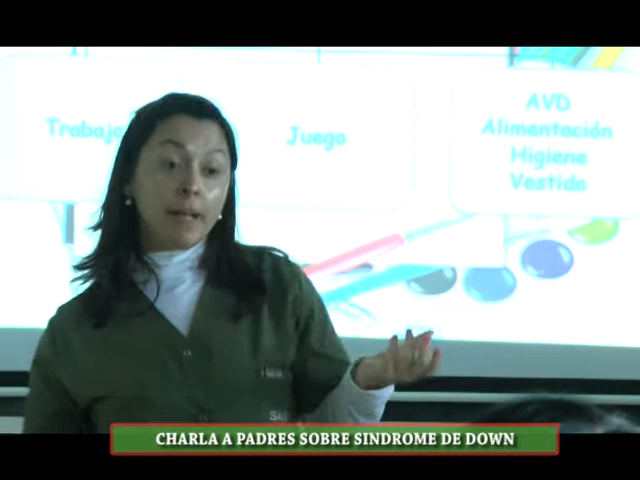 Trabajo
Juego
AVD
Alimentación
Higiene
Vestido
CHARLA A PADRES SOBRE SINDROME DE DOWN